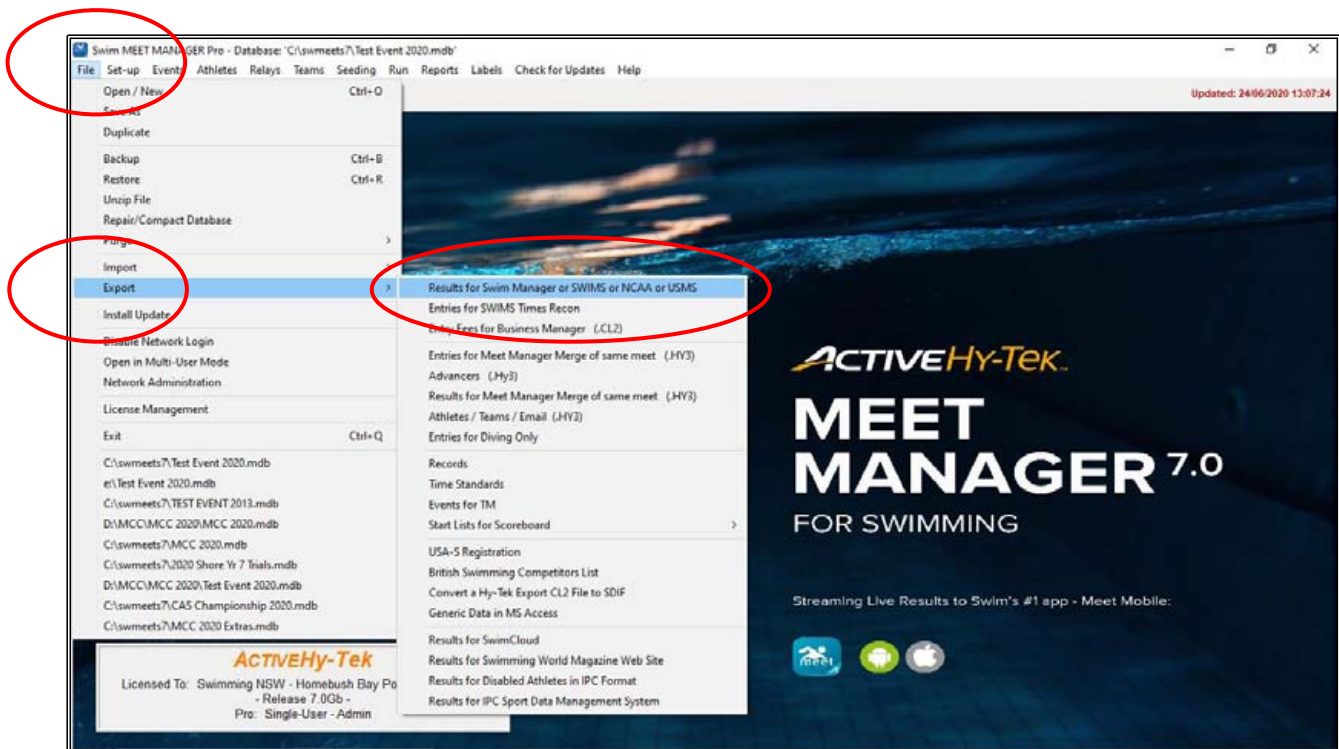 Swim MEET MANAGER Pro - Database: 'C:\swmeets7\Test Event 2020.mdb'
File Set-up Events Athletes Relays Teams Seeding Run Reports Labels Check for Updates Help
Updated: 24/06/2020 13:07:24
Open / New Ctrl+O
Save As
Duplicate
Backup Ctrl+B
Restore Ctrl+R
Unzip File
Repair/Compact Database
Purge >
Import >
Export >
Install Update
Disable Network Login
Open in Multi-User Mode
Network Administration
License Management
Exit Ctrl+Q
C:\swmeets7\Test Event 2020.mdb
e:\Test Event 2020.mdb
C:\swmeets7\TEST EVENT 2013.mdb
D:\MCC\MCC 2020\MCC 2020.mdb
C:\swmeets7\MCC 2020.mdb
C:\swmeets7\2020 Shore Yr 7 Trials.mdb
D:\MCC\MCC 2020\Test Event 2020.mdb
C:\swmeets7\CAS Championship 2020.mdb
C:\swmeets7\MCC 2020 Extras.mdb
Results for Swim Manager or SWIMS or NCAA or USMS
Entries for SWIMS Times Recon
Entry Fees for Business Manager (.CL2)
Entries for Meet Manager Merge of same meet (.HY3)
Advancers (.Hy3)
Results for Meet Manager Merge of same meet (.HY3)
Athletes / Teams / Email (.HY3)
Entries for Diving Only
Records
Time Standards
Events for TM
Start Lists for Scoreboard >
USA-S Registration
British Swimming Competitors List
Convert a Hy-Tek Export CL2 File to SDIF
Generic Data in MS Access
Results for SwimCloud
Results for Swimming World Magazine Web Site
Results for Disabled Athletes in IPC Format
Results for IPC Sport Data Management System
ACTIVEHy-Tek
Licensed To: Swimming NSW - Homebush Bay Po
- Release 7.0Gb -
Pro: Single-User - Admin
ACTIVEHy-Tek
MEET
MANAGER 7.0
FOR SWIMMING
Streaming Live Results to Swim's #1 app - Meet Mobile:
meet